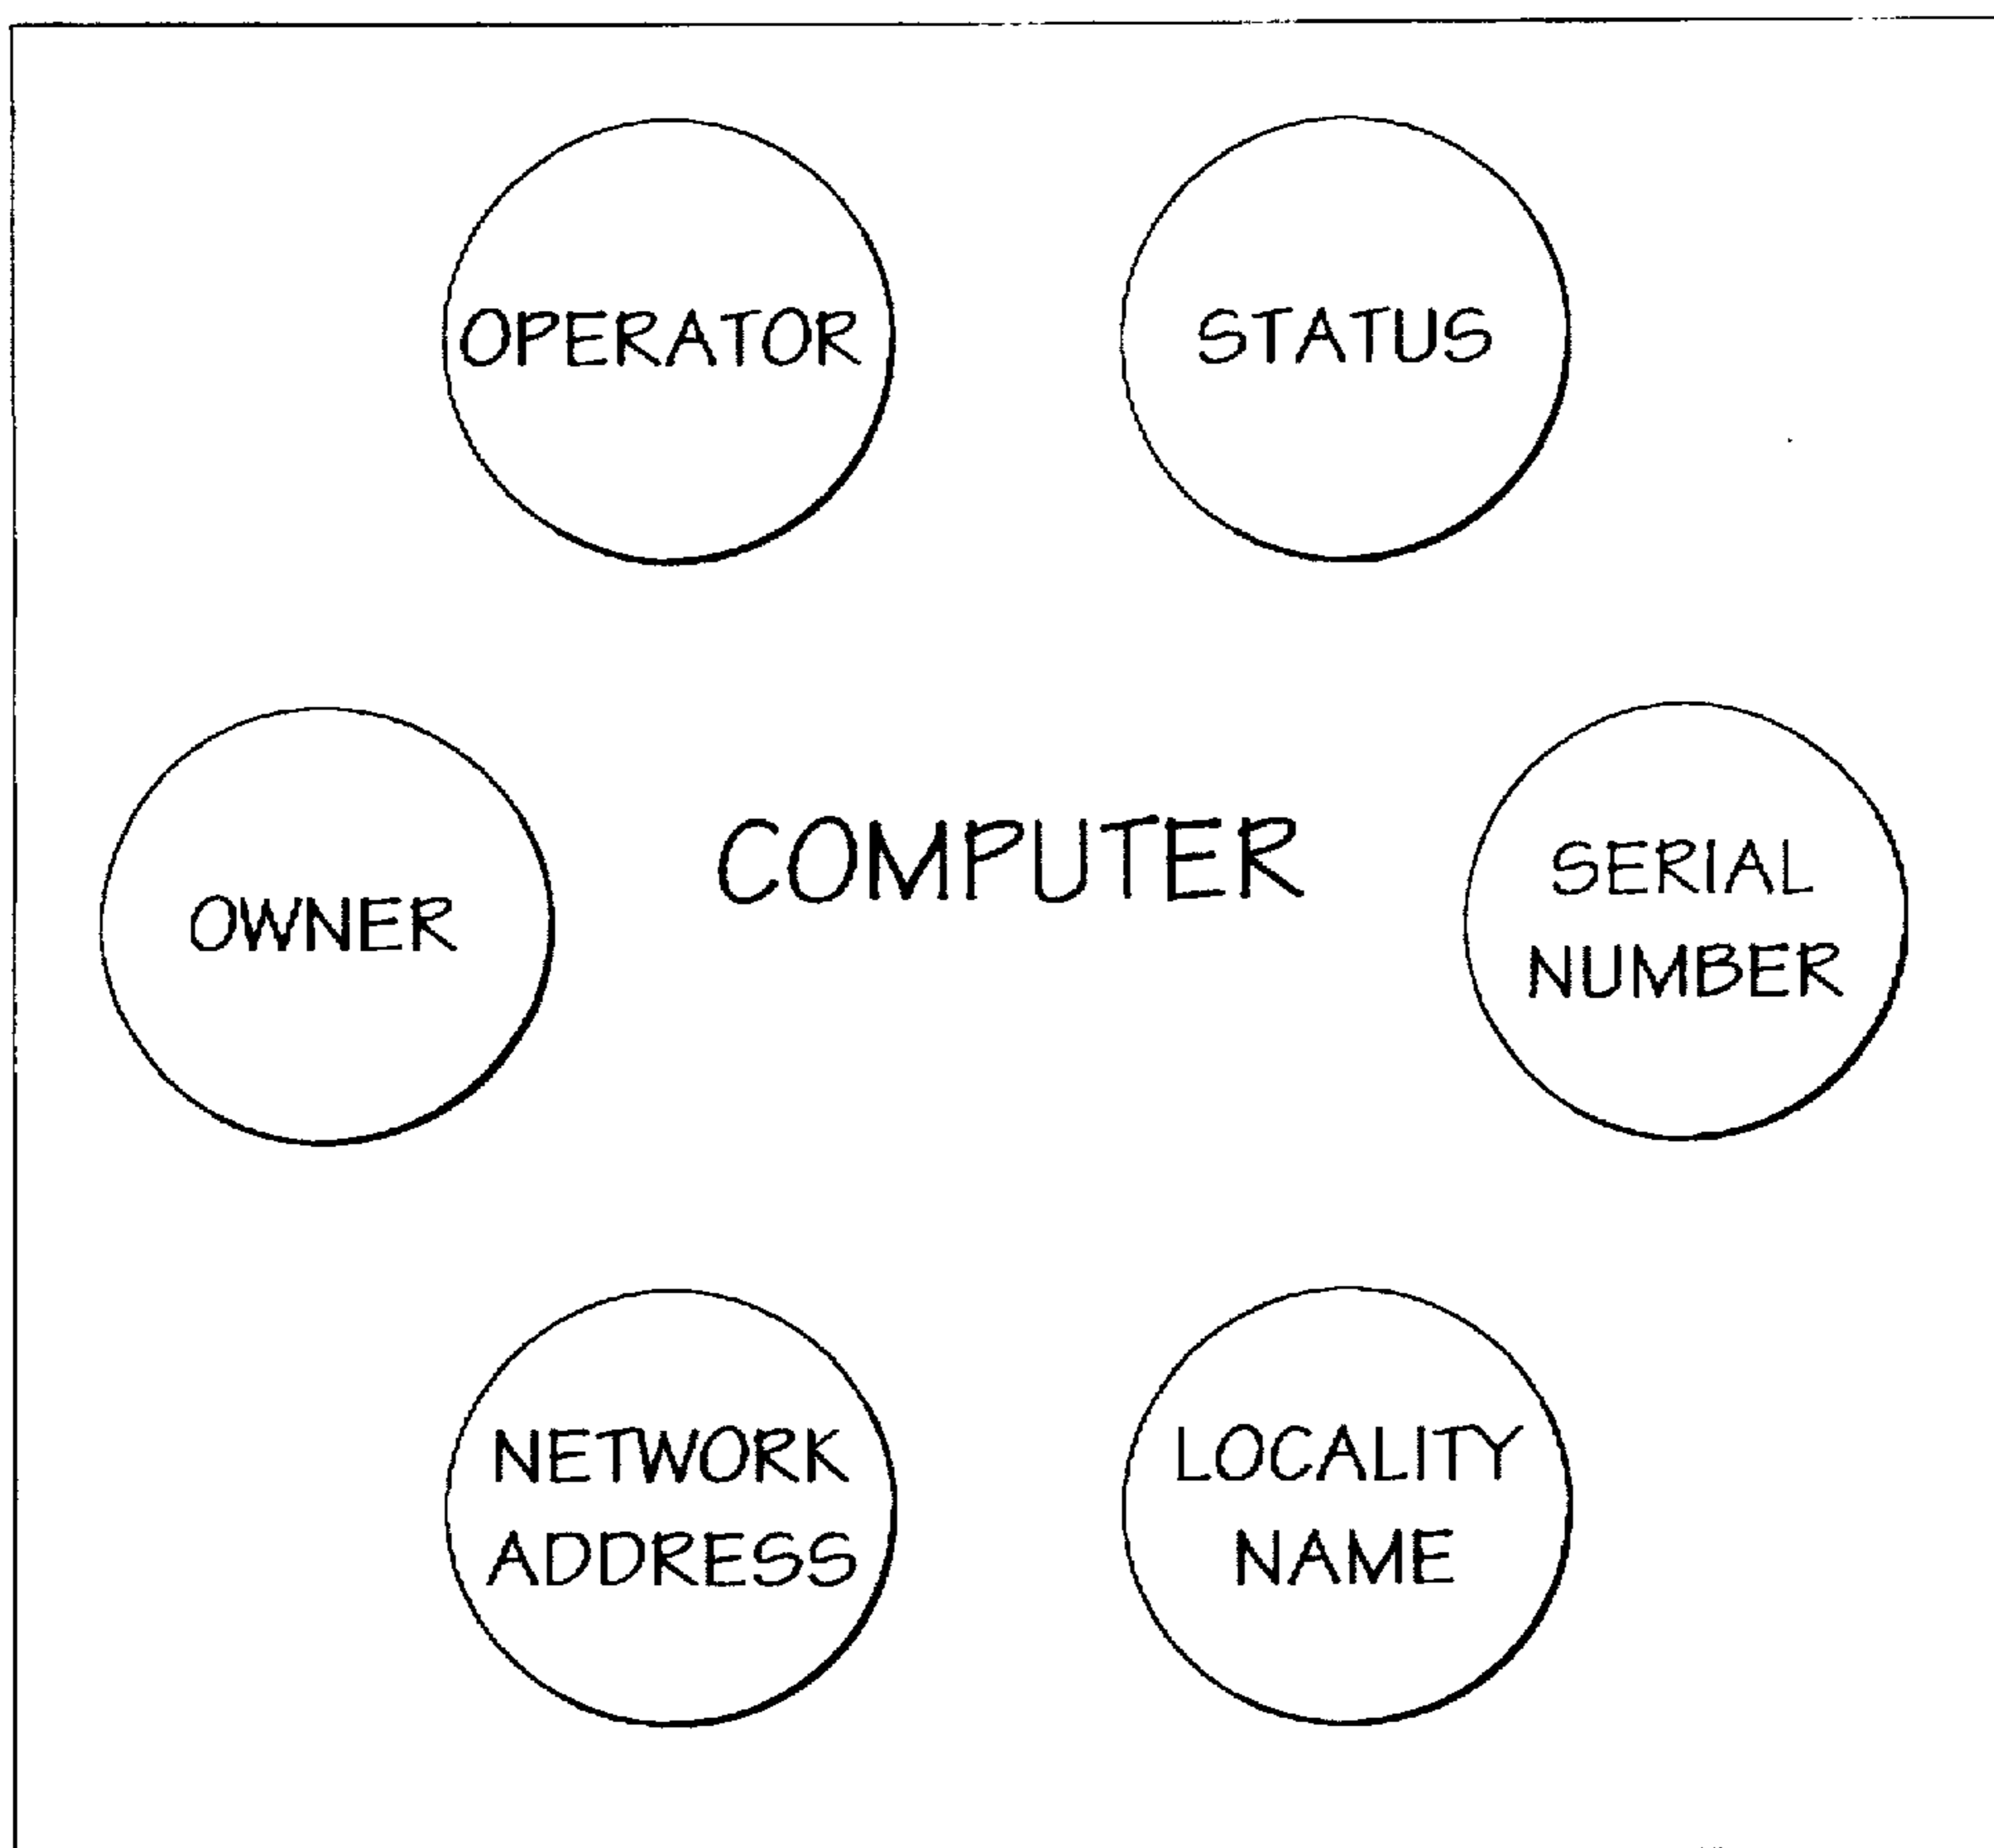 OPERATOR
STATUS
OWNER
COMPUTER
SERIAL
NUMBER
NETWORK
ADDRESS
LOCALITY
NAME